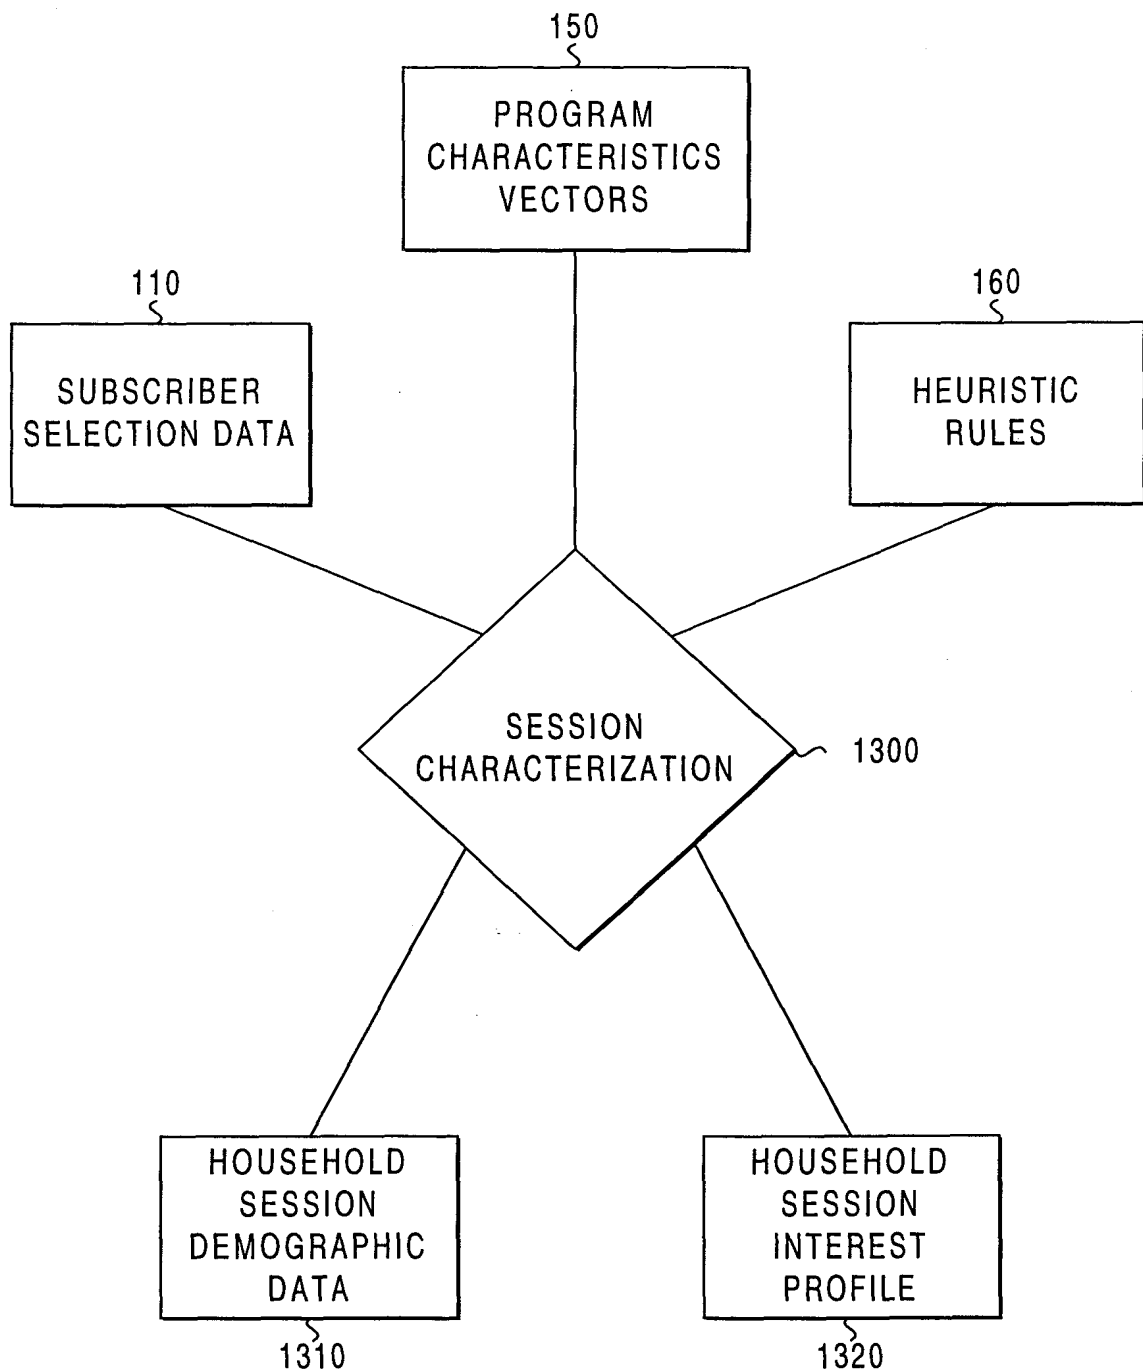 150
PROGRAM
CHARACTERISTICS
VECTORS
110
SUBSCRIBER
SELECTION DATA
160
HEURISTIC
RULES
SESSION
CHARACTERIZATION
1300
HOUSEHOLD
SESSION
DEMOGRAPHIC
DATA
1310
HOUSEHOLD
SESSION
INTEREST
PROFILE
1320